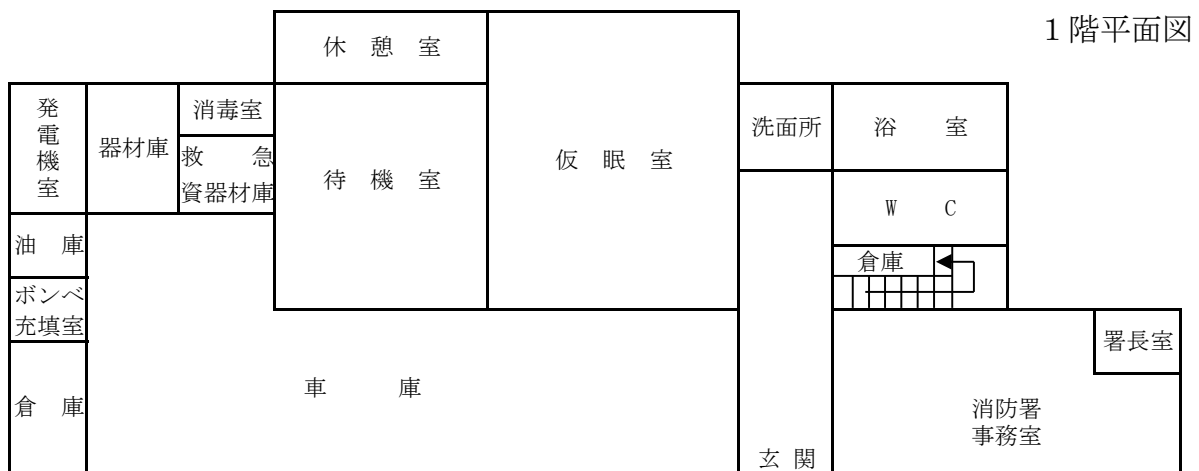 1階平面図
休憩室
発電機室
器材庫
消毒室
救急
資器材庫
待機室
仮眠室
洗面所
浴室
WC
油庫
倉庫
ボンベ
充填室
署長室
車庫
倉庫
消防署
事務室
玄関